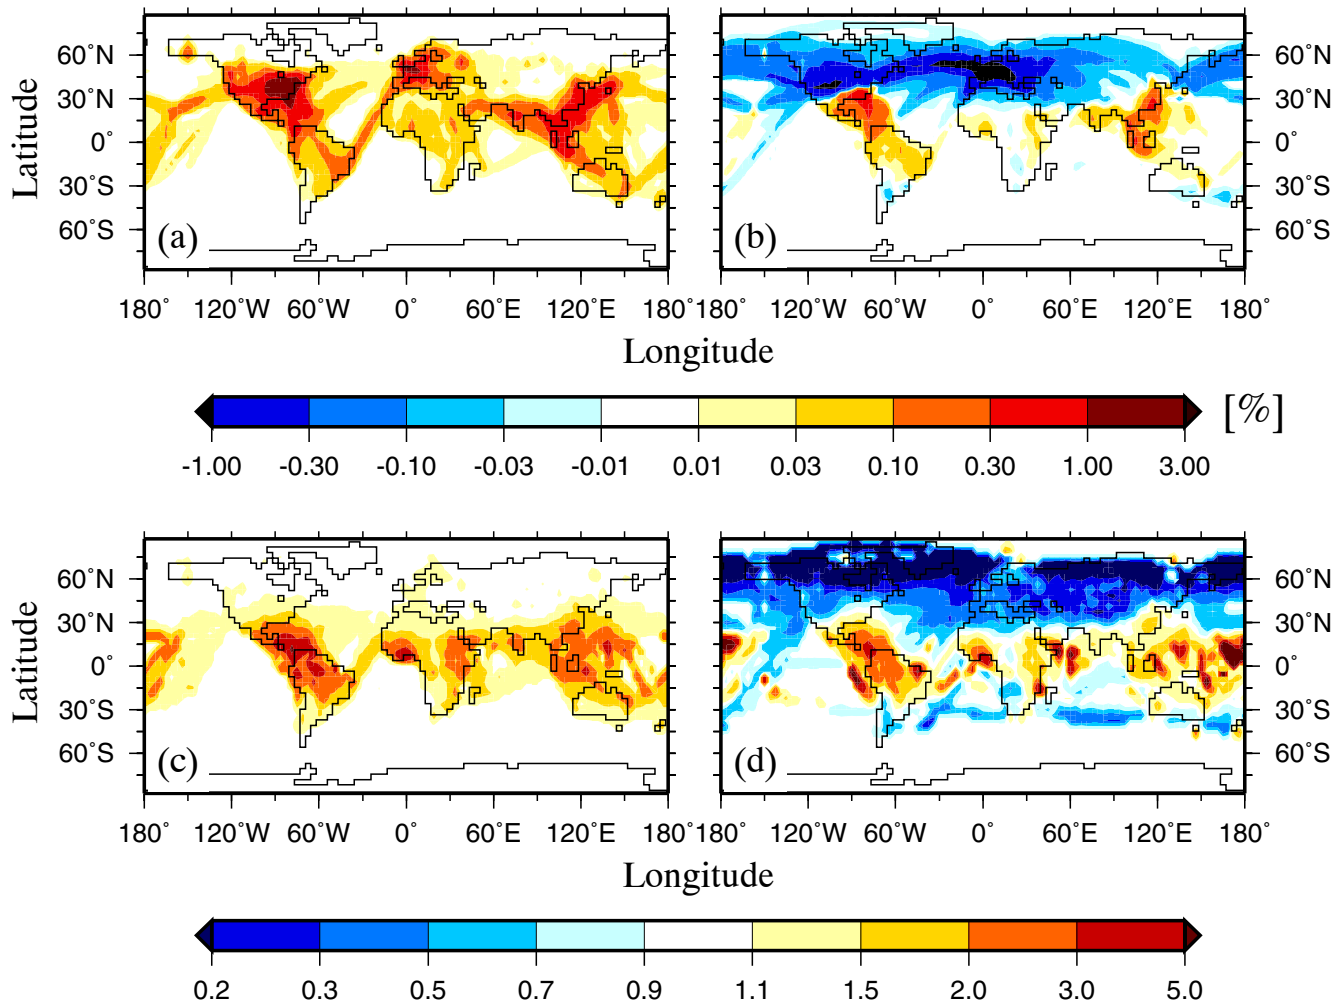 60˚N
30˚N
0˚
30˚S
60˚S
Latitude
(a)
(b)
60˚N
30˚N
0˚
30˚S
60˚S
180˚ 120˚W 60˚W 0˚ 60˚E 120˚E 180˚ 120˚W 60˚W 0˚ 60˚E 120˚E 180˚
Longitude
[%]
-1.00 -0.30 -0.10 -0.03 -0.01 0.01 0.03 0.10 0.30 1.00 3.00
60˚N
30˚N
0˚
30˚S
60˚S
Latitude
(c)
(d)
60˚N
30˚N
0˚
30˚S
60˚S
180˚ 120˚W 60˚W 0˚ 60˚E 120˚E 180˚ 120˚W 60˚W 0˚ 60˚E 120˚E 180˚
Longitude
0.2 0.3 0.5 0.7 0.9 1.1 1.5 2.0 3.0 5.0